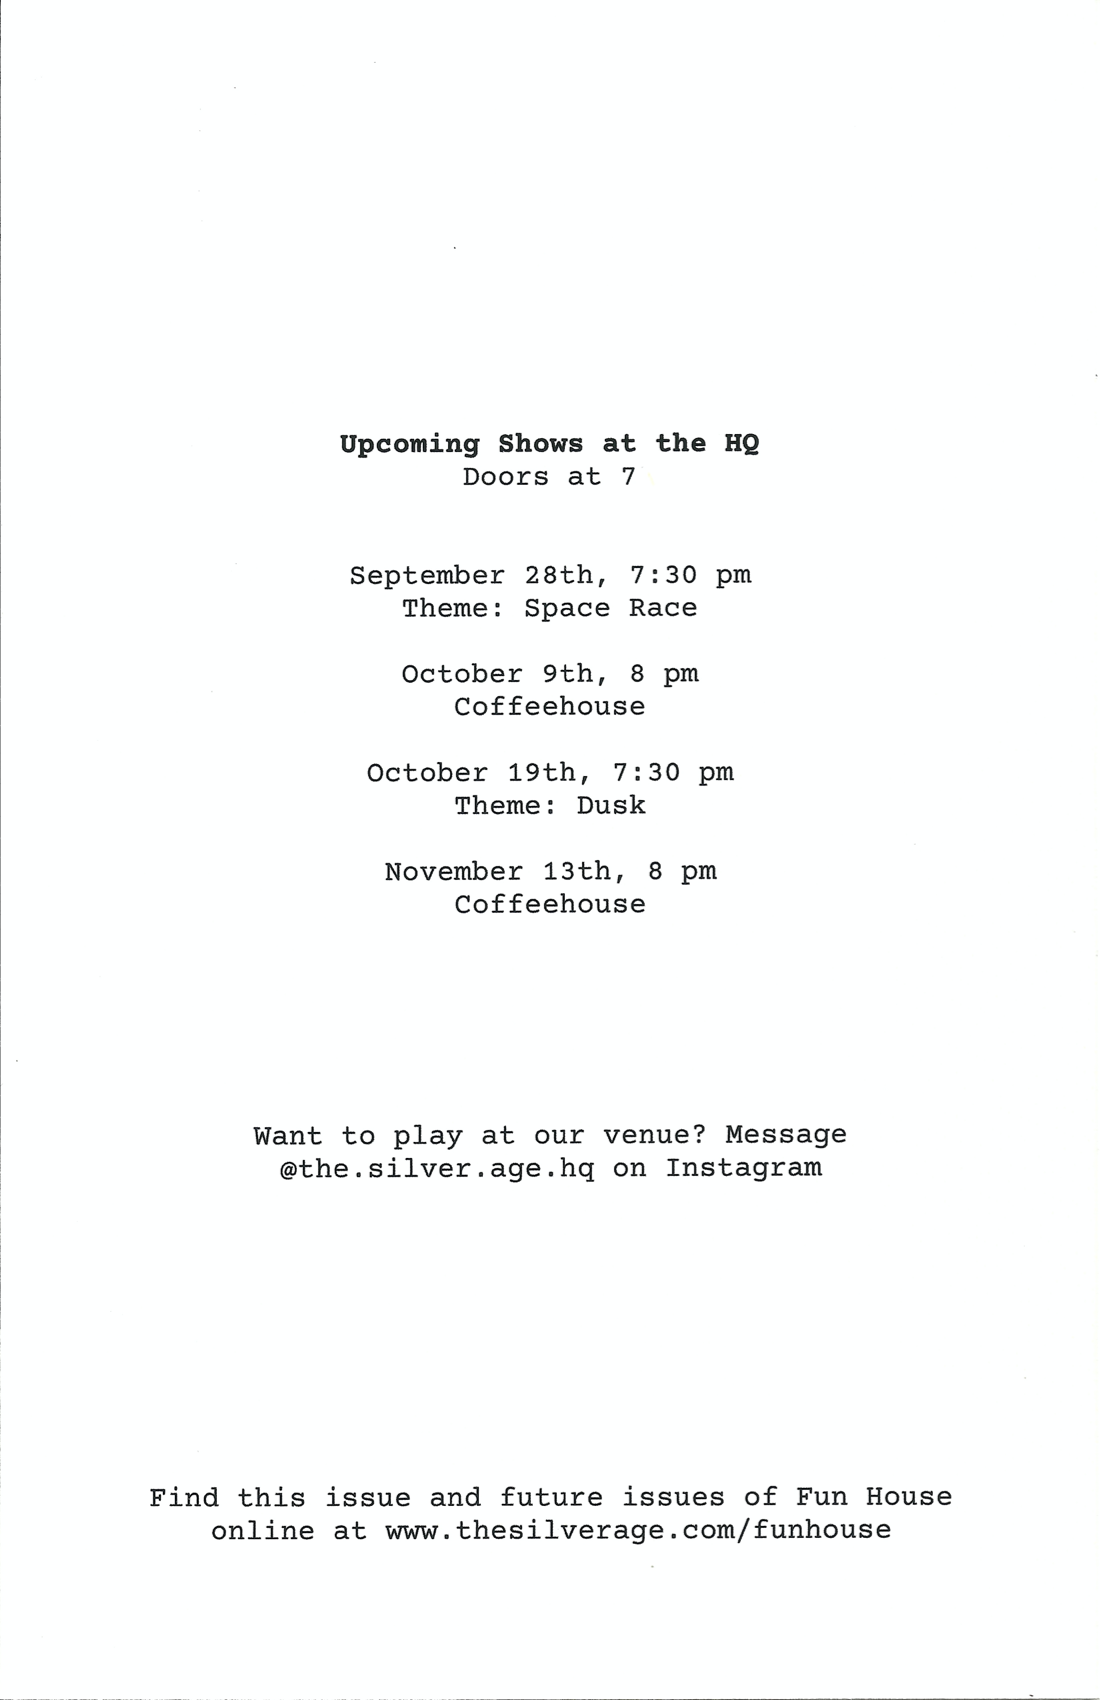 Upcoming Shows at the HQ
Doors at 7
September 28th, 7:30 pm
Theme: Space Race
October 9th, 8 pm
Coffeehouse
October 19th, 7:30 pm
Theme: Dusk
November 13th, 8 pm
Coffeehouse
Want to play at our venue? Message
@the.silver.age.hq on Instagram
Find this issue and future issues of Fun House
online at www.thesilverage.com/funhouse